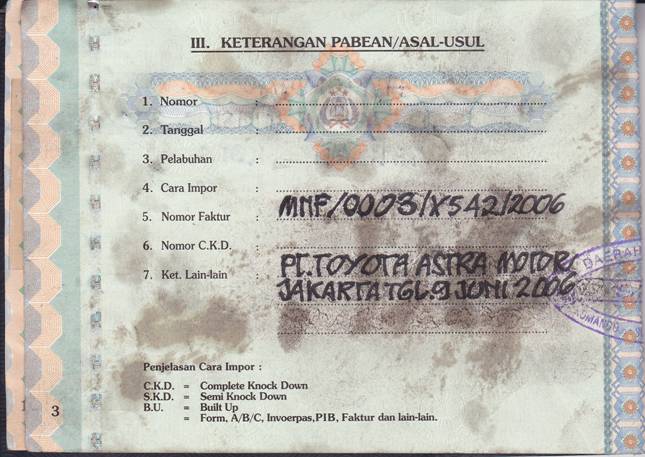 III. KETERANGAN PABEAN/ASAL-USUL
1. Nomor :
2. Tanggal :
3. Pelabuhan :
4. Cara Impor :
5. Nomor Faktur : MNF/0003/X542/2006
6. Nomor C.K.D. :
7. Ket. Lain-lain : PT. TOYOTA ASTRA MOTOR
JAKARTA TGL. 9 JUNI 2006
DAERAH
KOMANDO
Penjelasan Cara Impor :
C.K.D. = Complete Knock Down
S.K.D. = Semi Knock Down
B.U. = Built Up
= Form, A/B/C, Invoerpas,PIB, Faktur dan lain-lain.
3